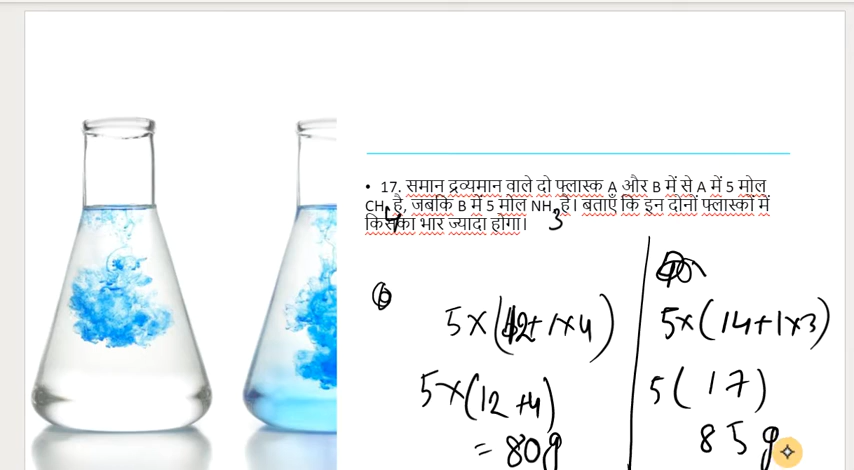 • 17. समान द्रव्यमान वाले दो फ्लास्क A और B में से A में 5 मोल
CH4 है, जबकि B में 5 मोल NH3 है। बताएँ कि इन दोनों फ्लास्कों में
किसका भार ज्यादा होगा।
5×(12+1×4)
5×(12+4)
= 80g
5×(14+1×3)
5(17)
85g